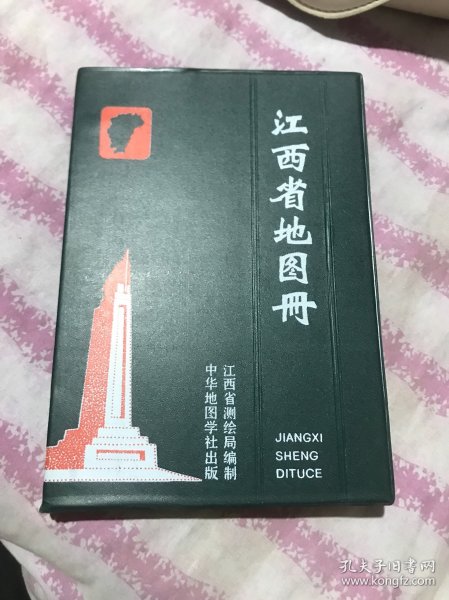 江西省地图册
江西省测绘局编制
中华地图学社出版
JIANGXI
SHENG
DITUCE
孔夫子旧书网
www.kongfz.com